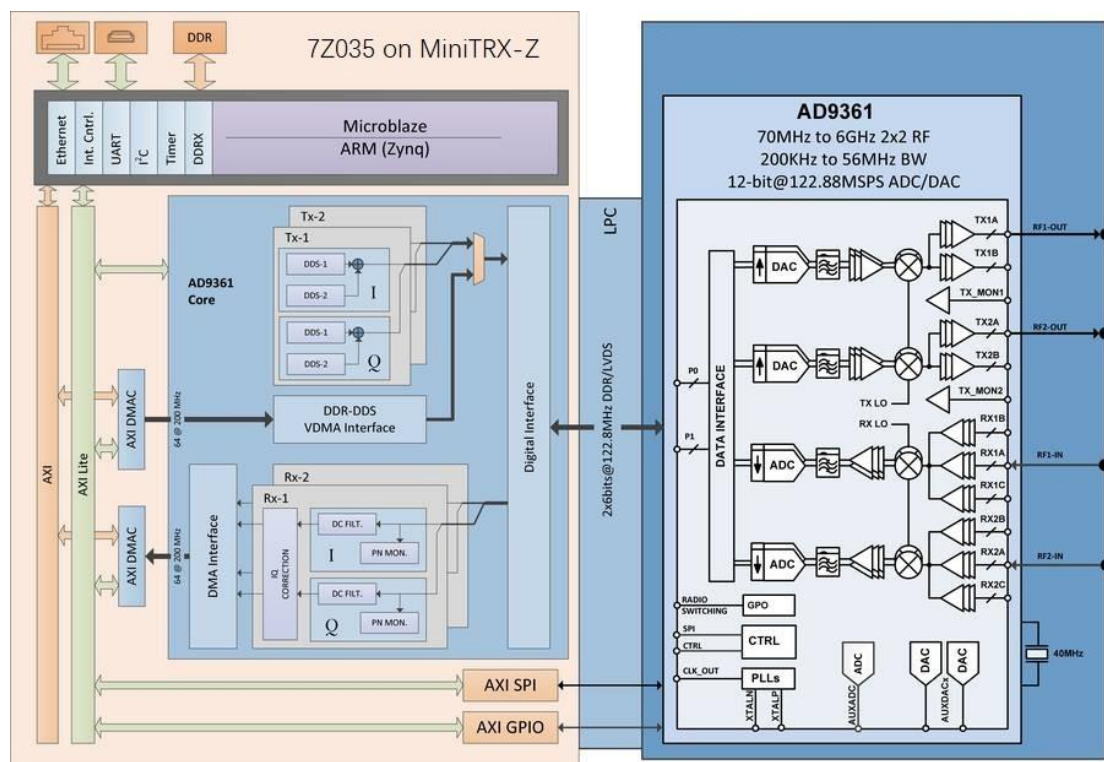 DDR
7Z035 on MiniTRX-Z
Ethernet
Int. Cntrl.
UART
I²C
Timer
DDRX
Microblaze
ARM (Zynq)
AXI
AXI Lite
AD9361
Core
Tx-2
Tx-1
DDS-1
DDS-2
I
DDS-1
DDS-2
Q
AXI DMAC
64 @ 200 MHz
DDR-DDS
VDMA Interface
Digital Interface
AXI DMAC
64 @ 200 MHz
DMA Interface
Rx-2
Rx-1
IQ
CORRECTION
DC FILT.
I
PN MON.
DC FILT.
Q
PN MON.
AXI SPI
AXI GPIO
LPC
2x6bits@122.8MHz DDR/LVDS
AD9361
70MHz to 6GHz 2x2 RF
200KHz to 56MHz BW
12-bit@122.88MSPS ADC/DAC
P0
P1
DATA INTERFACE
DAC
TX1A
RF1-OUT
TX1B
TX_MON1
DAC
TX2A
RF2-OUT
TX2B
TX LO
TX_MON2
RX LO
RX1B
ADC
RX1A
RF1-IN
RX1C
RX2B
ADC
RX2A
RF2-IN
RX2C
RADIO
SWITCHING
GPO
SPI
CTRL
CTRL
CLK_OUT
PLLs
XTALN
XTALP
AUXADC
ADC
AUXDACx
DAC
DAC
40MHz